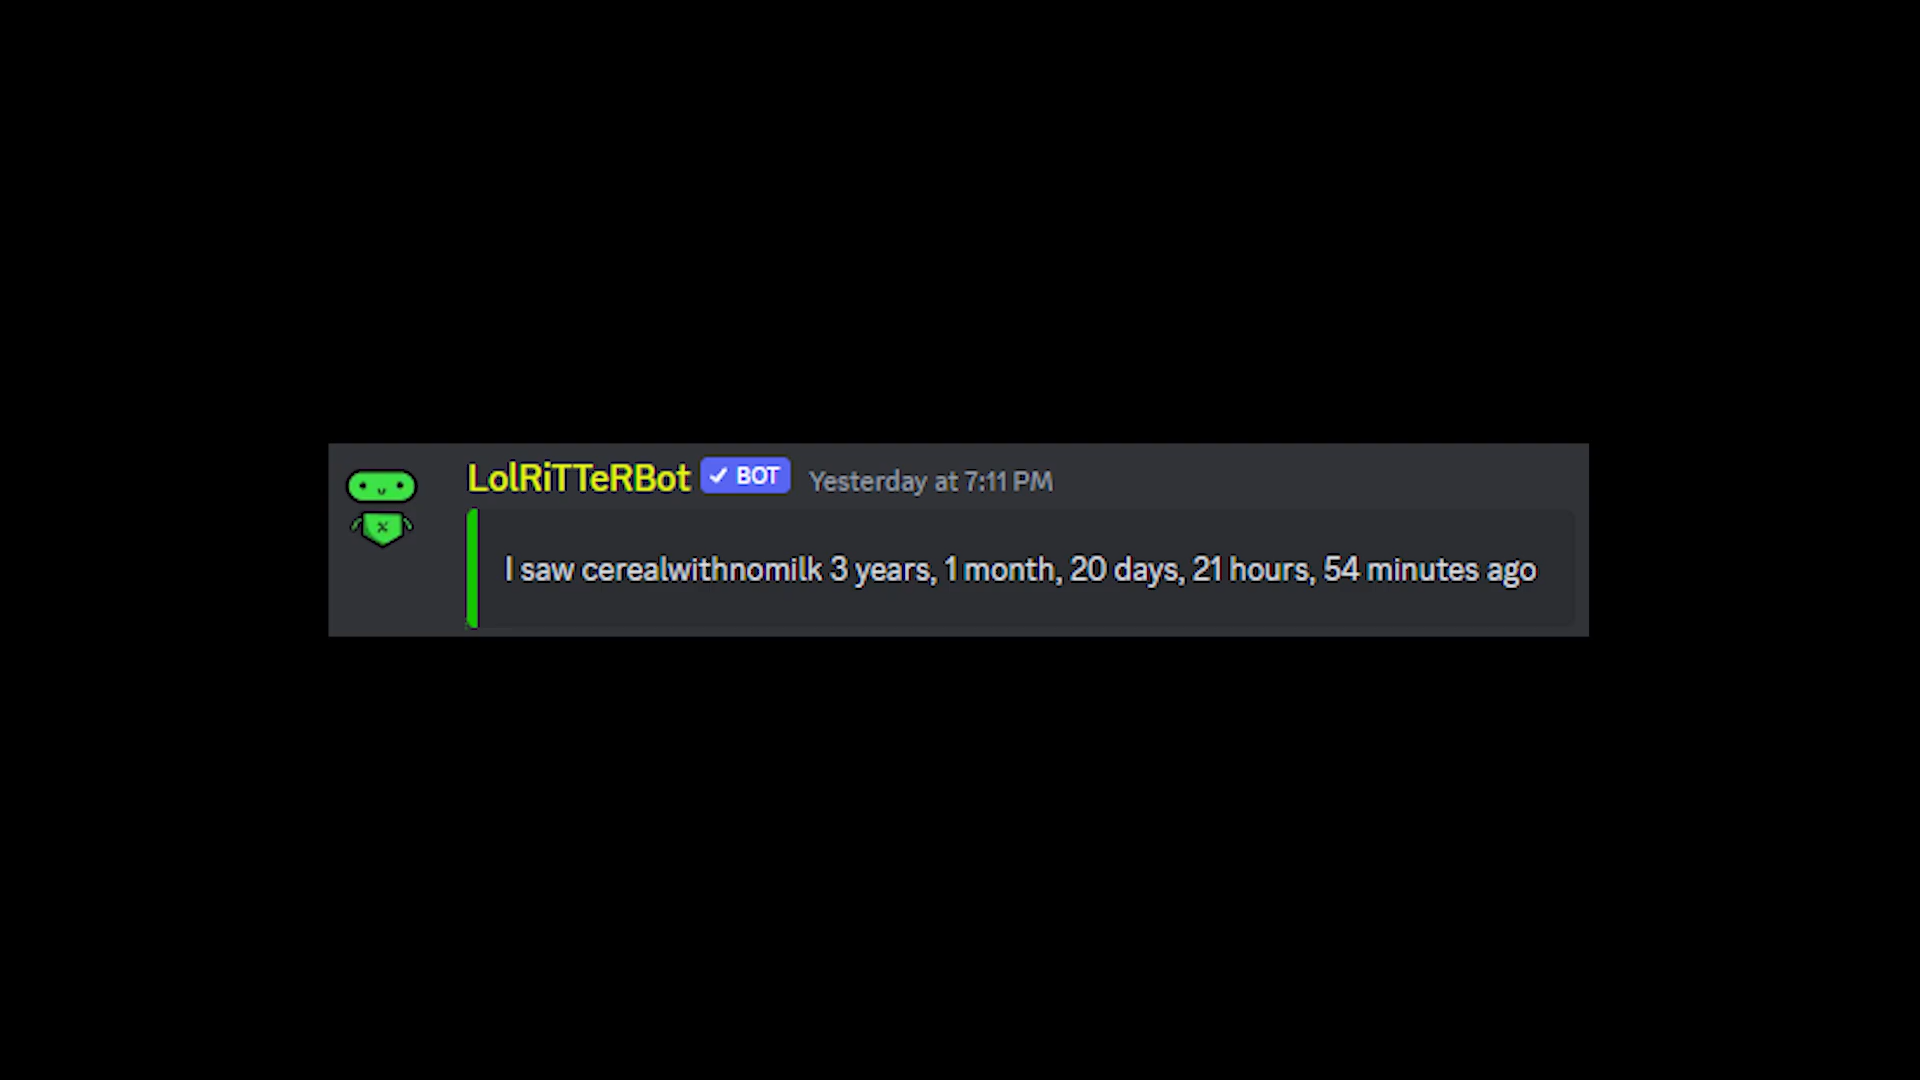 LolRiTTeRBot ✓ BOT Yesterday at 7:11 PM
I saw cerealwithnomilk 3 years, 1 month, 20 days, 21 hours, 54 minutes ago